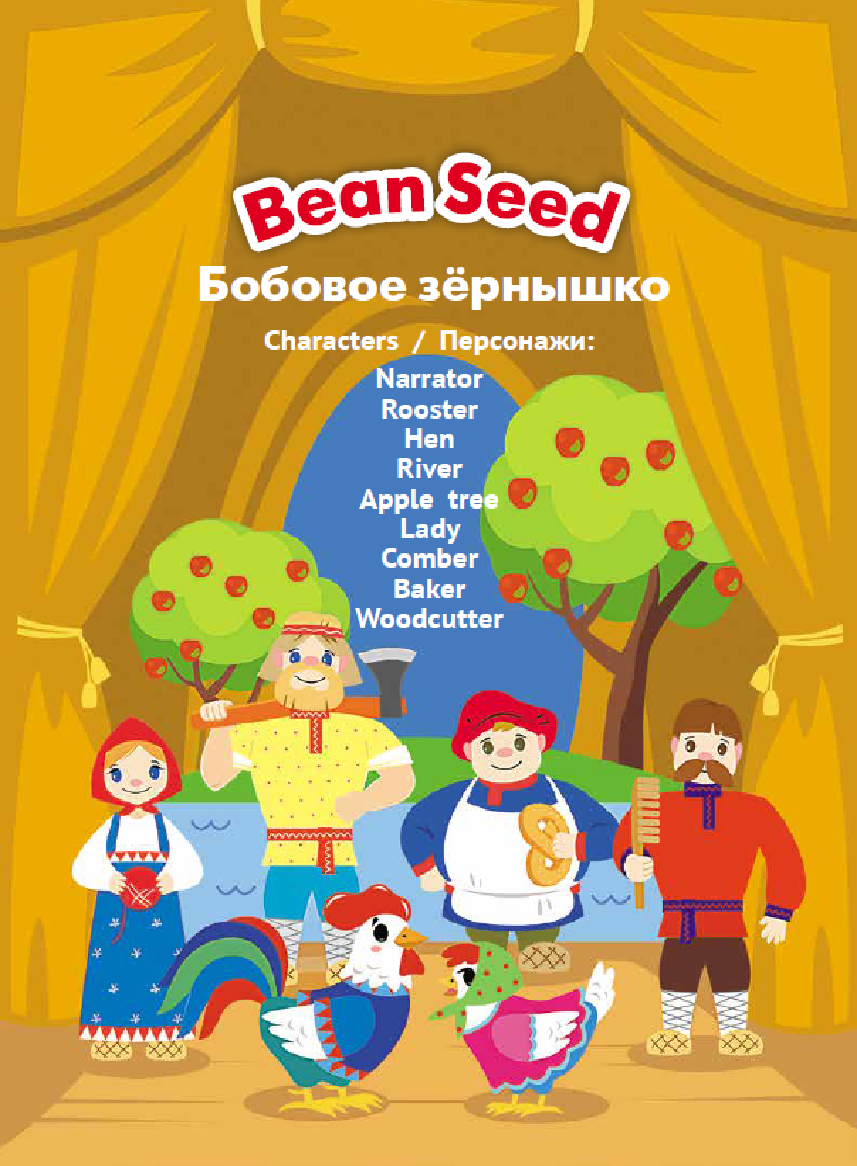 Bean Seed
Бобовое зёрнышко
Characters / Персонажи:
Narrator
Rooster
Hen
River
Apple tree
Lady
Comber
Baker
Woodcutter